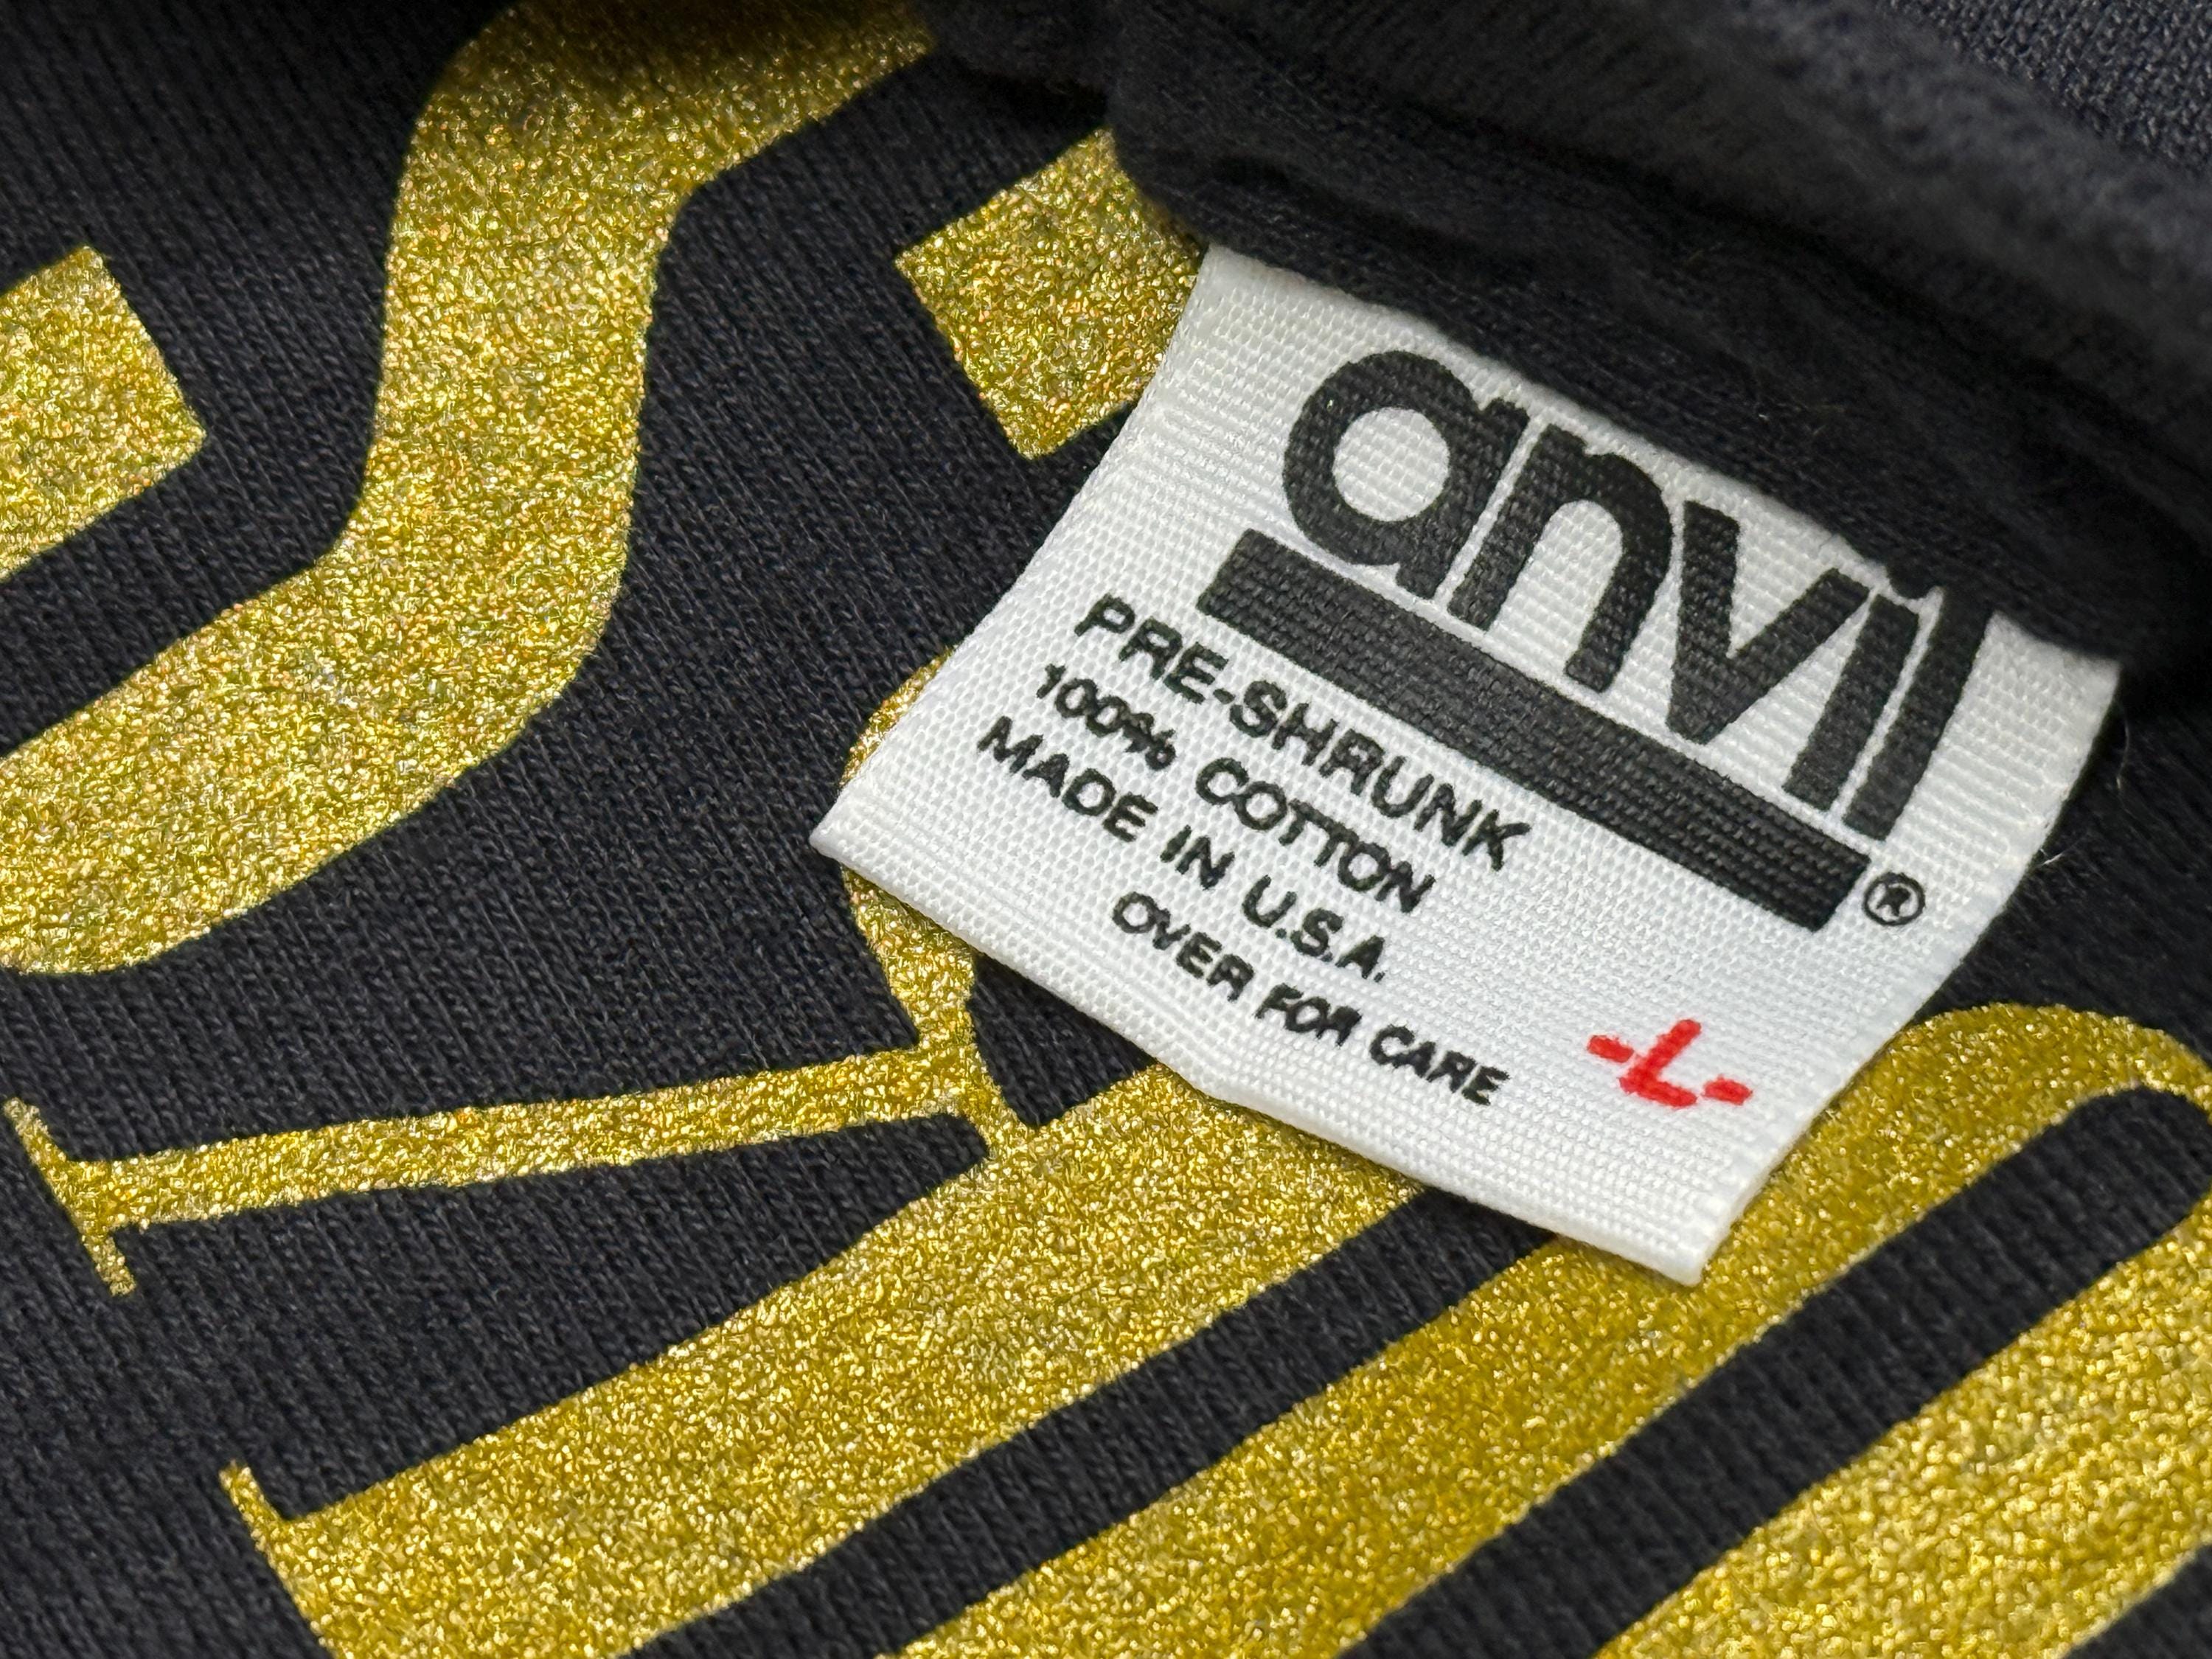 anvil®
PRE-SHRUNK
100% COTTON
MADE IN U.S.A.
OVER FOR CARE
-L-